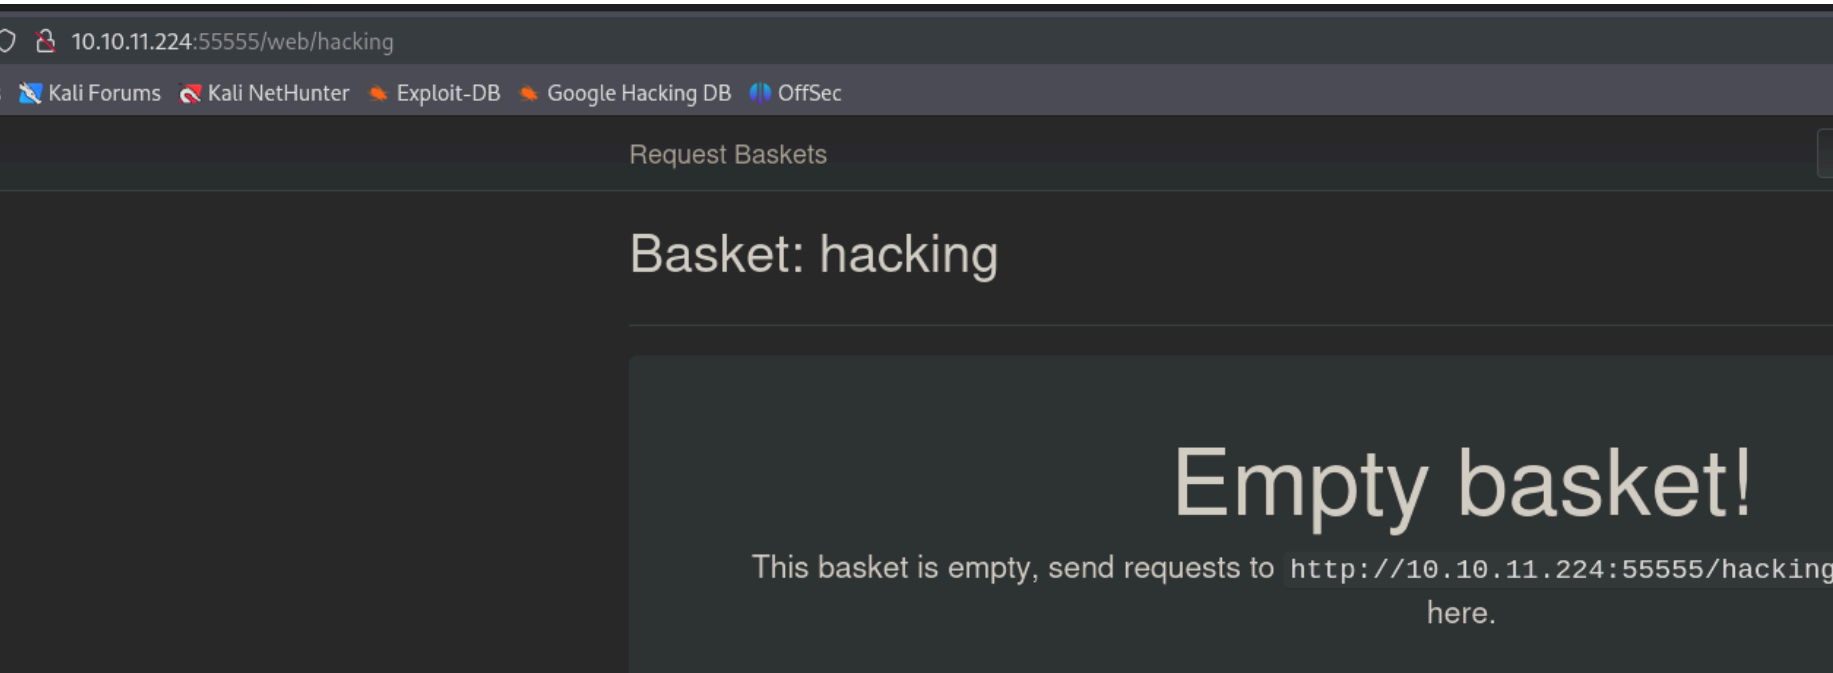 10.10.11.224:55555/web/hacking
Kali Forums Kali NetHunter Exploit-DB Google Hacking DB OffSec
Request Baskets
Basket: hacking
Empty basket!
This basket is empty, send requests to http://10.10.11.224:55555/hacking
here.